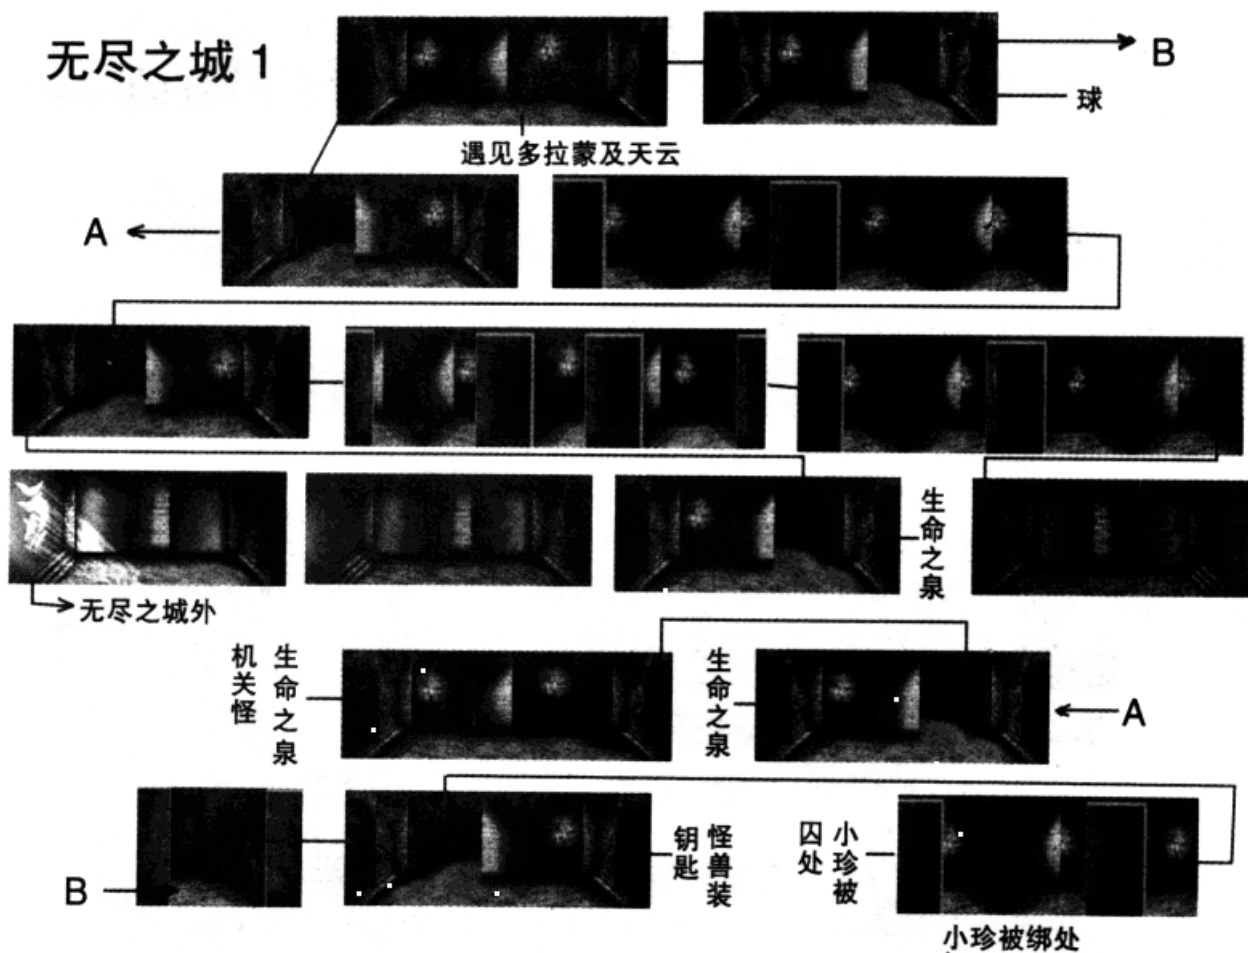 无尽之城 1
B
球
遇见多拉蒙及天云
A
生命之泉
无尽之城外
机关怪
生命之泉
生命之泉
A
B
钥匙
怪兽装
囚处
小珍被
小珍被绑处